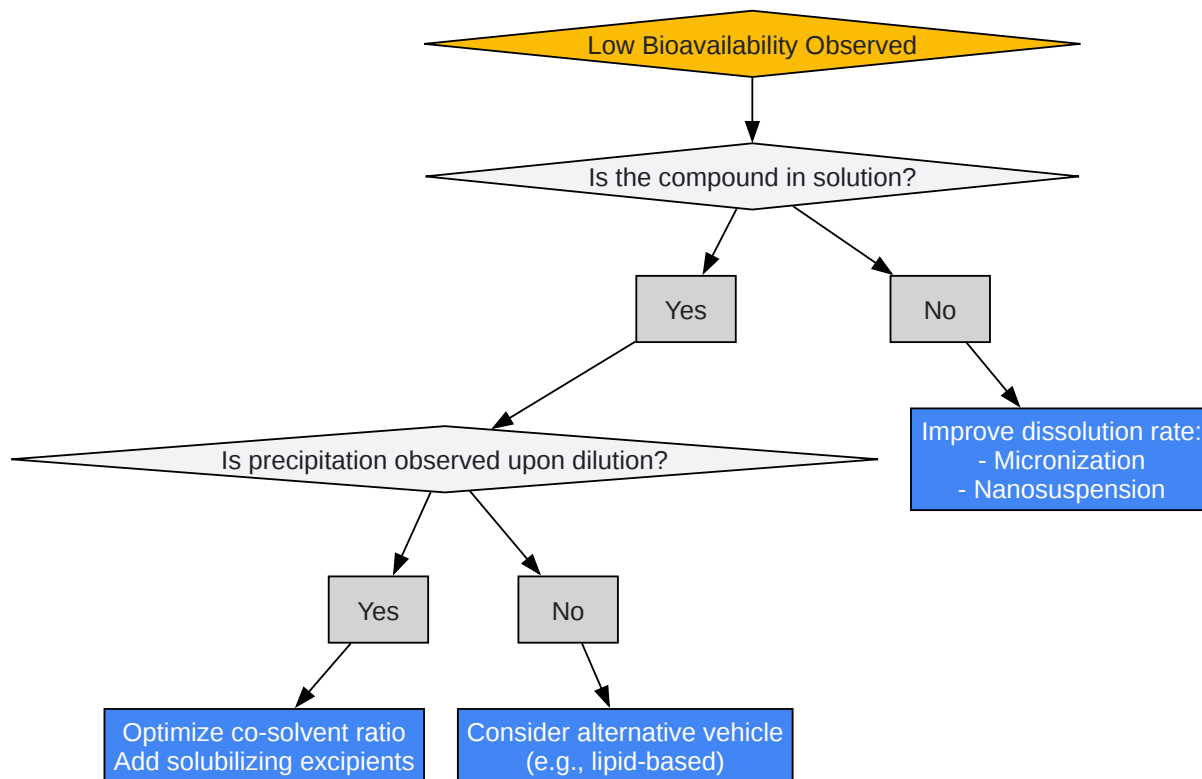 Low Bioavailability Observed
Is the compound in solution?
Yes
No
Improve dissolution rate:
- Micronization
- Nanosuspension
Is precipitation observed upon dilution?
Yes
No
Optimize co-solvent ratio
Add solubilizing excipients
Consider alternative vehicle
(e.g., lipid-based)